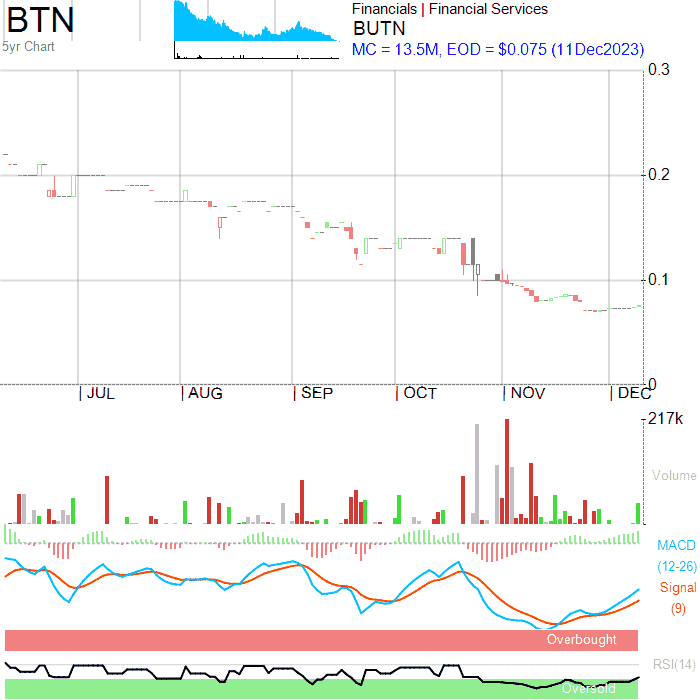 BTN
5yr Chart
Financials | Financial Services
BUTN
MC = 13.5M, EOD = $0.075 (11Dec2023)
0.3
0.2
0.1
0
JUL AUG SEP OCT NOV DEC
217k
Volume
MACD
(12-26)
Signal
(9)
Overbought
RSI(14)
Oversold